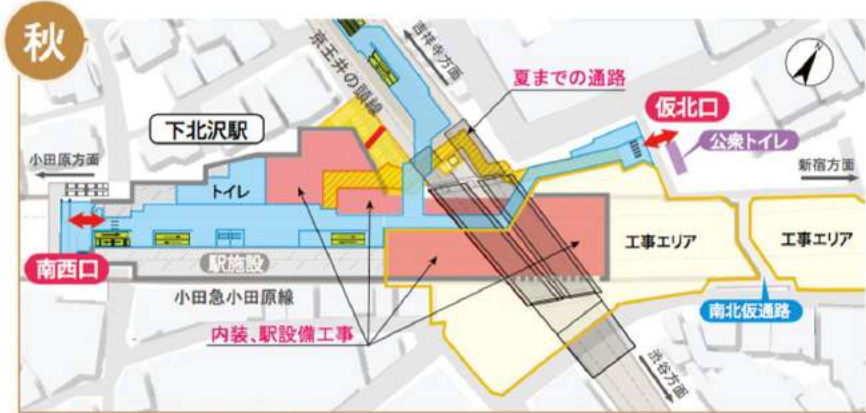 秋
京王井の頭線
吉祥寺方面
N
夏までの通路
仮北口
下北沢駅
公衆トイレ
小田原方面
新宿方面
トイレ
工事エリア
工事エリア
南西口
駅施設
小田急小田原線
南北仮通路
内装、駅設備工事
渋谷方面